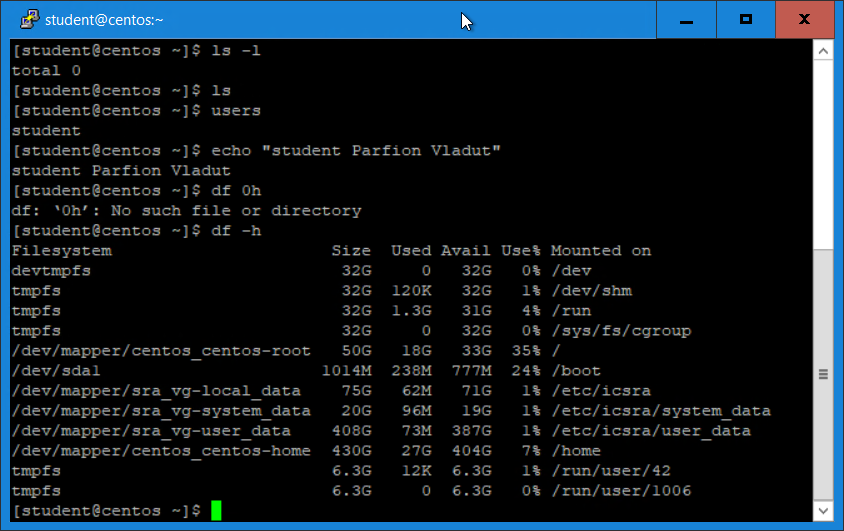 student@centos:~
[student@centos ~]$ ls -l
total 0
[student@centos ~]$ ls
[student@centos ~]$ users
student
[student@centos ~]$ echo "student Parfion Vladut"
student Parfion Vladut
[student@centos ~]$ df 0h
df: ‘0h’: No such file or directory
[student@centos ~]$ df -h
Filesystem                      Size  Used Avail Use% Mounted on
devtmpfs                         32G     0   32G   0% /dev
tmpfs                            32G  120K   32G   1% /dev/shm
tmpfs                            32G  1.3G   31G   4% /run
tmpfs                            32G     0   32G   0% /sys/fs/cgroup
/dev/mapper/centos_centos-root   50G   18G   33G  35% /
/dev/sda1                      1014M  238M  777M  24% /boot
/dev/mapper/sra_vg-local_data    75G   62M   71G   1% /etc/icsra
/dev/mapper/sra_vg-system_data   20G   96M   19G   1% /etc/icsra/system_data
/dev/mapper/sra_vg-user_data    408G   73M  387G   1% /etc/icsra/user_data
/dev/mapper/centos_centos-home  430G   27G  404G   7% /home
tmpfs                           6.3G   12K  6.3G   1% /run/user/42
tmpfs                           6.3G     0  6.3G   0% /run/user/1006
[student@centos ~]$